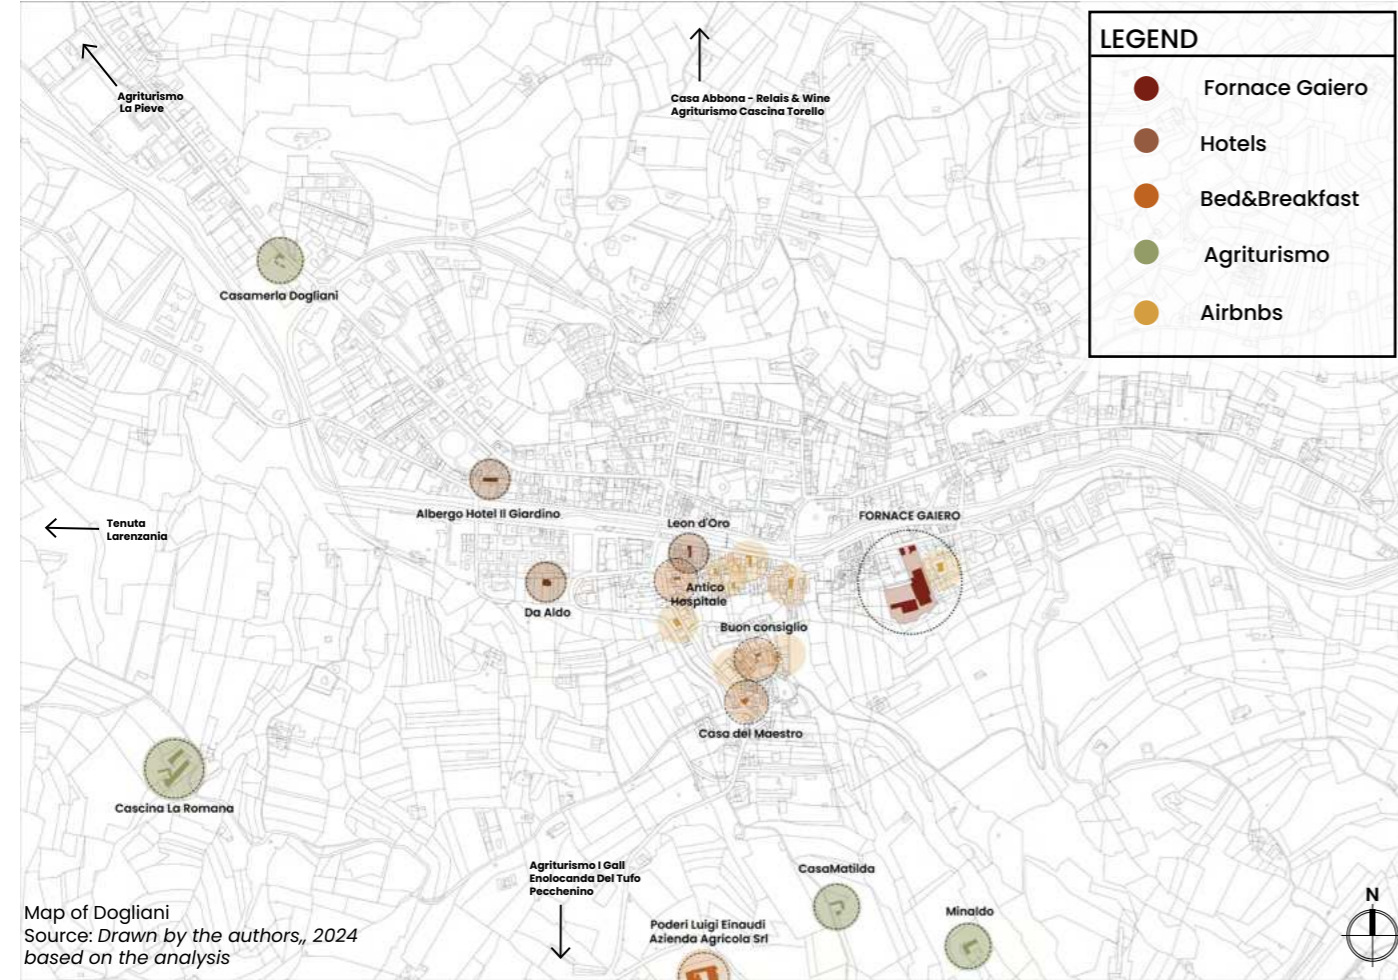 LEGEND
Fornace Gaiero
Hotels
Bed&Breakfast
Agriturismo
Airbnbs
Agriturismo
La Pieve
Casa Abbona - Relais & Wine
Agriturismo Cascina Torello
Casamerla Dogliani
Albergo Hotel Il Giardino
Leon d'Oro
FORNACE GAIERO
Tenuta
Larenzania
Antico
Hospitale
Da Aldo
Buon consiglio
Casa del Maestro
Cascina La Romana
Agriturismo I Gall
Enolocanda Del Tufo
Pecchenino
CasaMatilda
Minaldo
Poderi Luigi Einaudi
Azienda Agricola Srl
N
Map of Dogliani
Source: Drawn by the authors,, 2024
based on the analysis